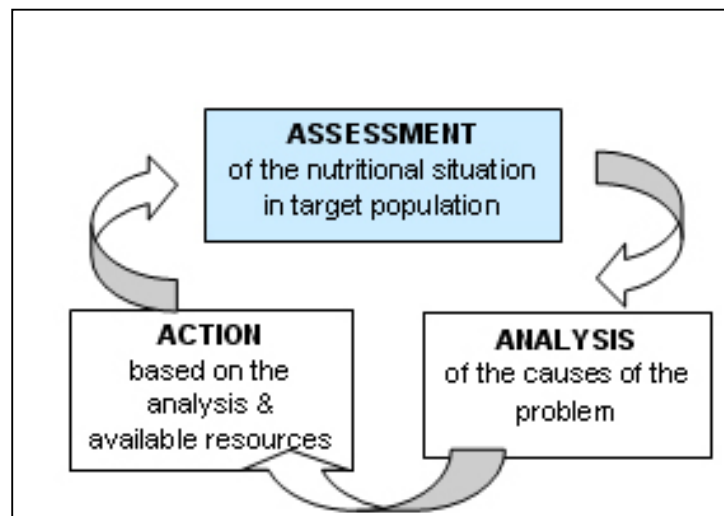 ASSESSMENT
of the nutritional situation
in target population
ACTION
based on the
analysis &
available resources
ANALYSIS
of the causes of the
problem